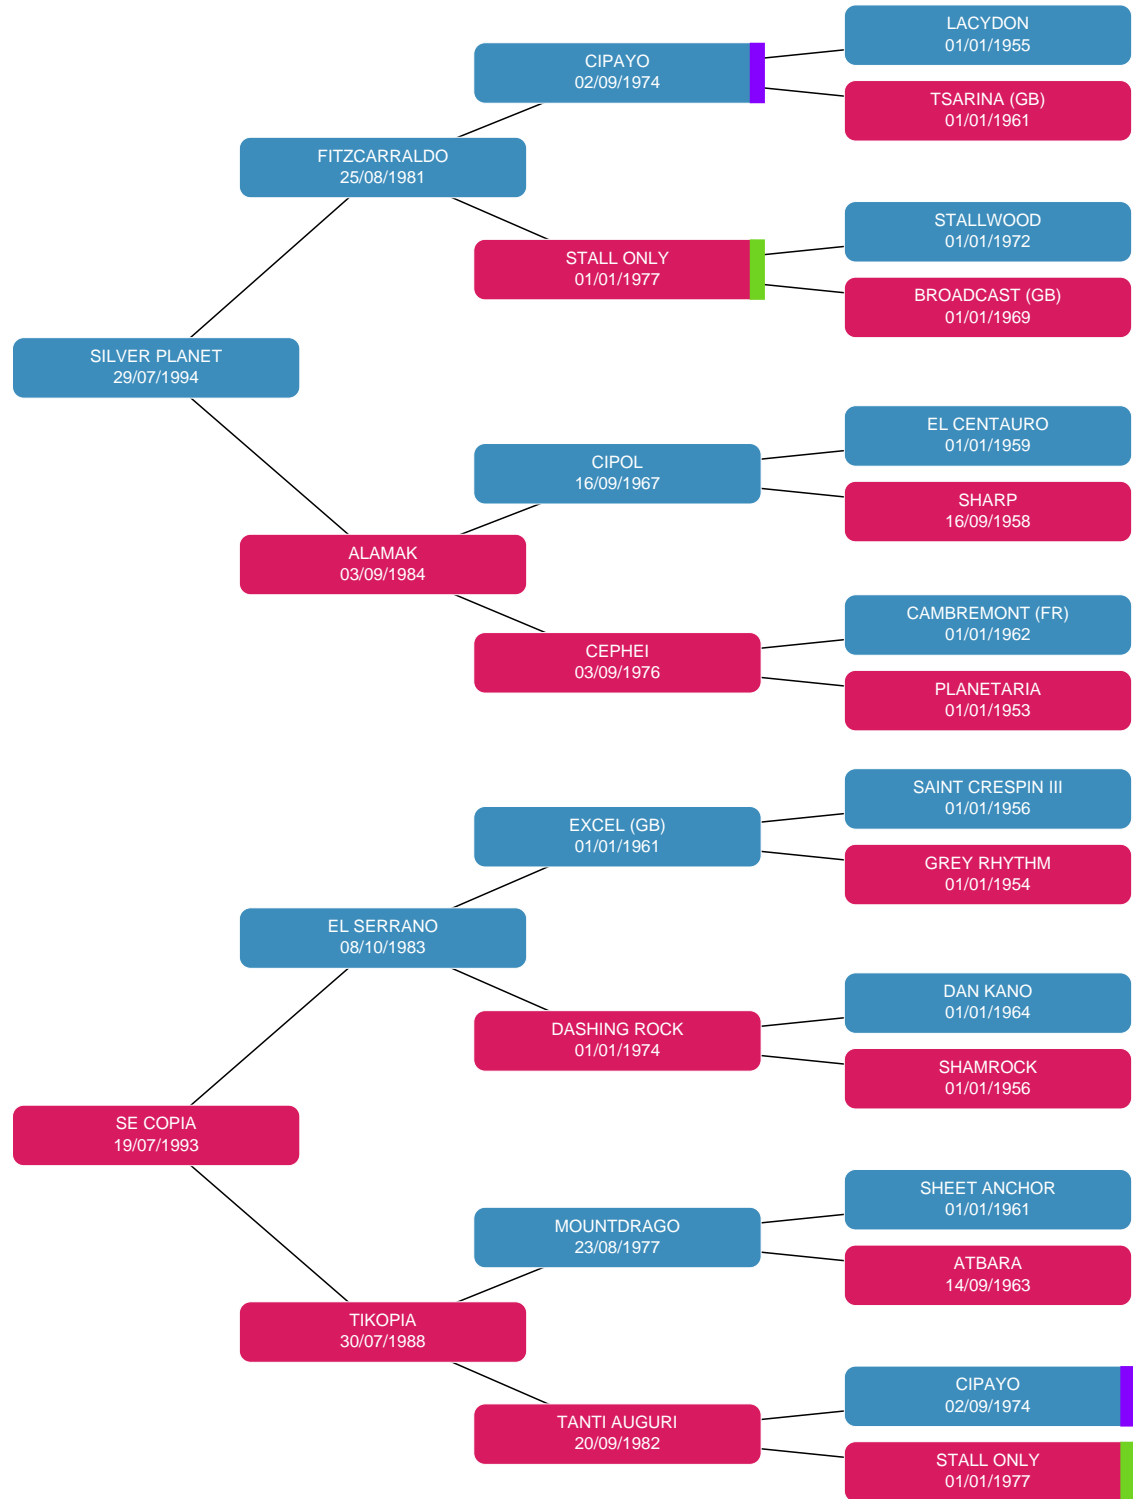 LACYDON
01/01/1955
CIPAYO
02/09/1974
TSARINA (GB)
01/01/1961
FITZCARRALDO
25/08/1981
STALLWOOD
01/01/1972
STALL ONLY
01/01/1977
BROADCAST (GB)
01/01/1969
SILVER PLANET
29/07/1994
EL CENTAURO
01/01/1959
CIPOL
16/09/1967
SHARP
16/09/1958
ALAMAK
03/09/1984
CAMBREMONT (FR)
01/01/1962
CEPHEI
03/09/1976
PLANETARIA
01/01/1953
SAINT CRESPIN III
01/01/1956
EXCEL (GB)
01/01/1961
GREY RHYTHM
01/01/1954
EL SERRANO
08/10/1983
DAN KANO
01/01/1964
DASHING ROCK
01/01/1974
SHAMROCK
01/01/1956
SE COPIA
19/07/1993
SHEET ANCHOR
01/01/1961
MOUNTDRAGO
23/08/1977
ATBARA
14/09/1963
TIKOPIA
30/07/1988
CIPAYO
02/09/1974
TANTI AUGURI
20/09/1982
STALL ONLY
01/01/1977